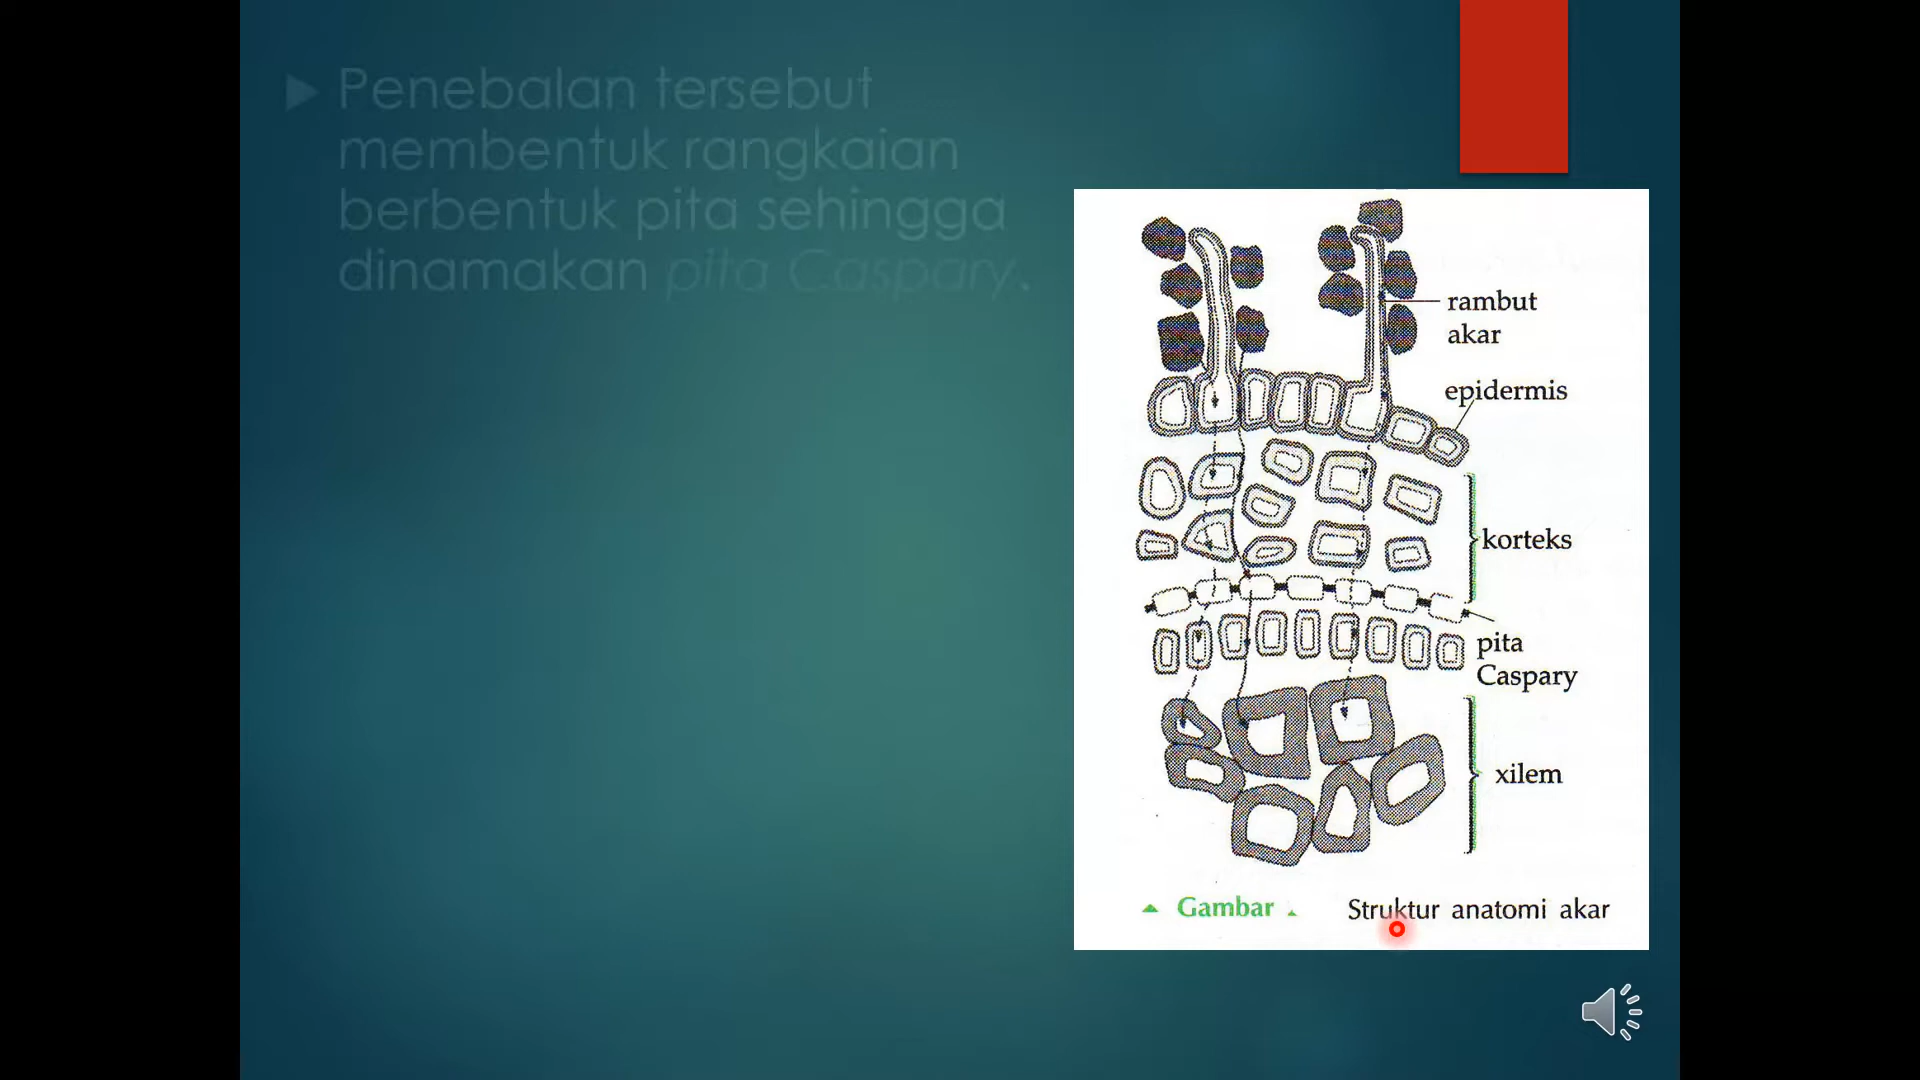 Penebalan tersebut
membentuk rangkaian
berbentuk pita sehingga
dinamakan pita Caspary.
rambut
akar
epidermis
korteks
pita
Caspary
xilem
Gambar
Struktur anatomi akar